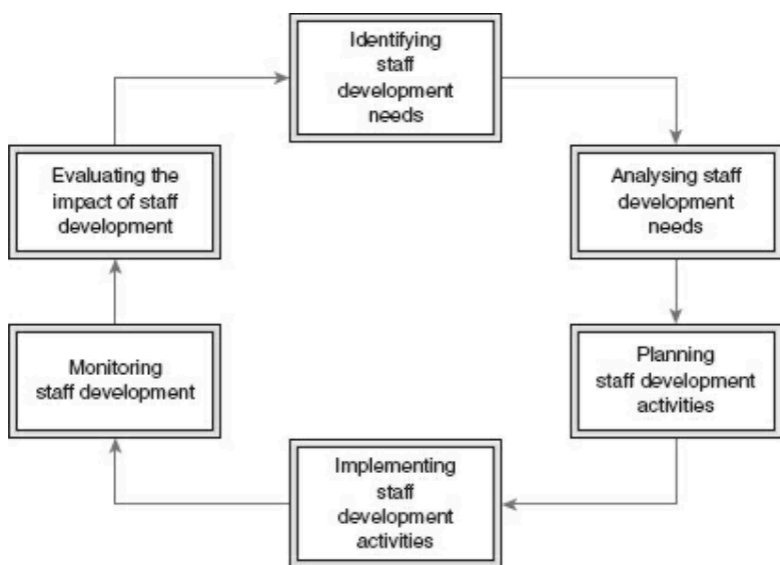 Identifying
staff
development
needs
Analysing staff
development
needs
Planning
staff development
activities
Implementing
staff
development
activities
Monitoring
staff development
Evaluating the
impact of staff
development